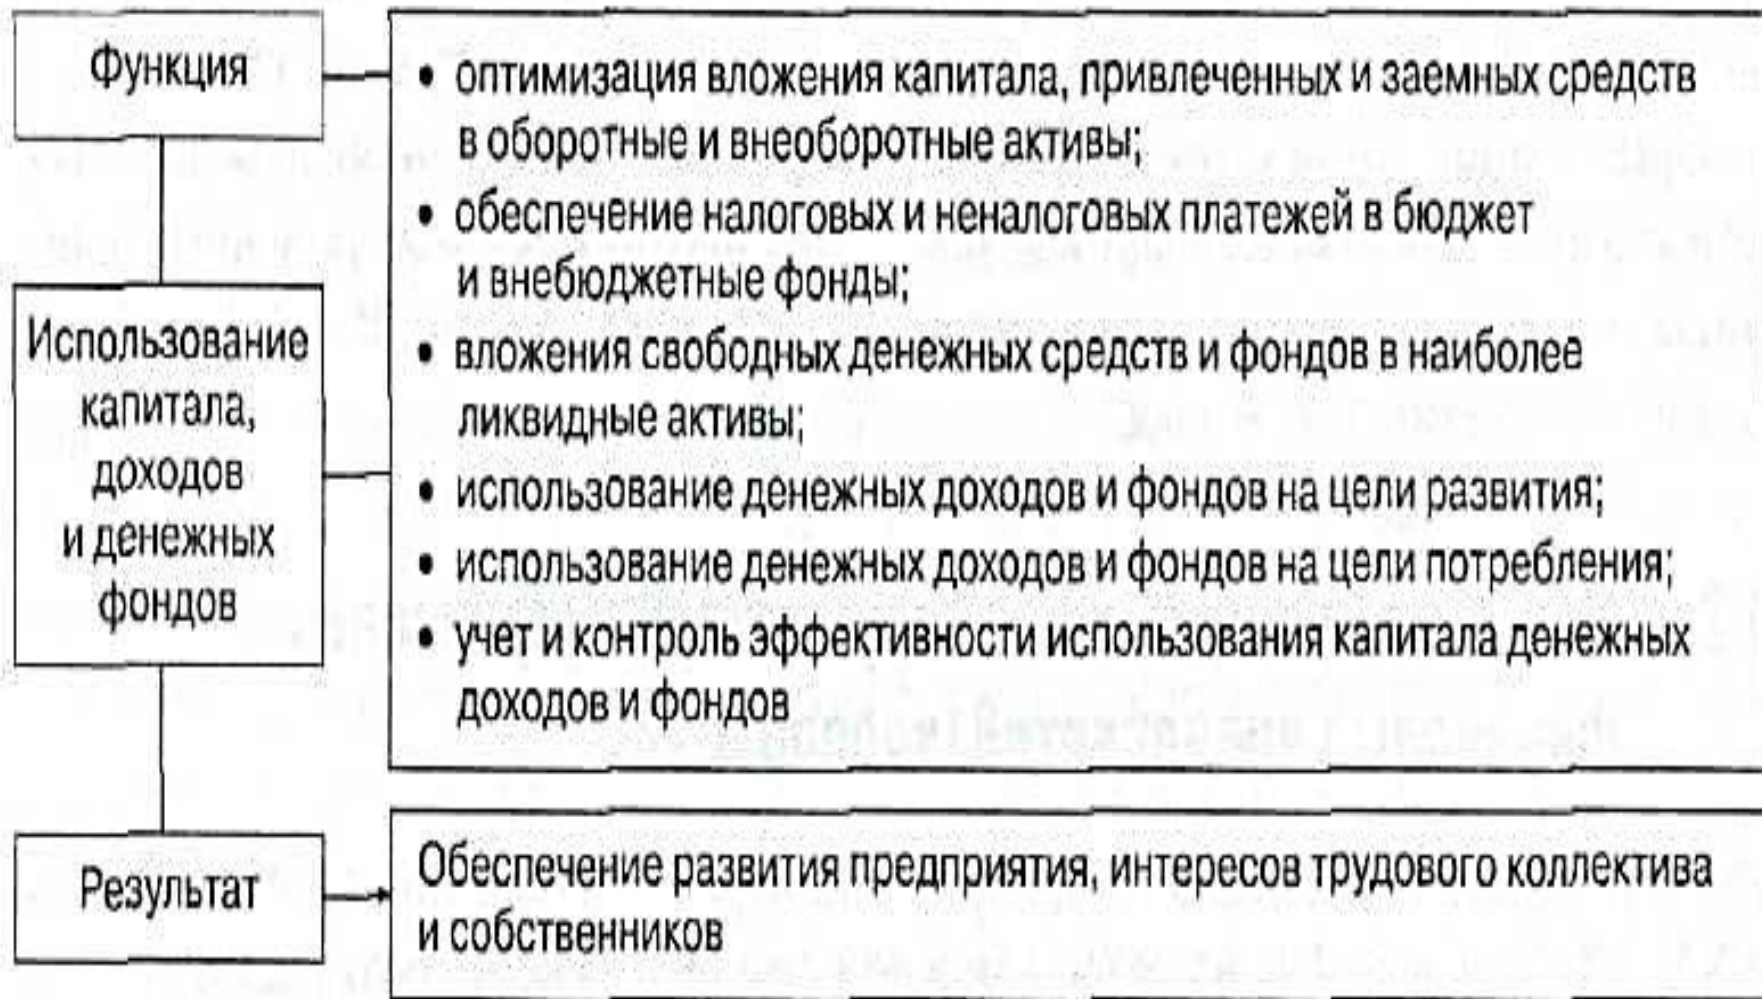 Функция
• оптимизация вложения капитала, привлеченных и заемных средств
в оборотные и внеоборотные активы;
• обеспечение налоговых и неналоговых платежей в бюджет
и внебюджетные фонды;
• вложения свободных денежных средств и фондов в наиболее
ликвидные активы;
• использование денежных доходов и фондов на цели развития;
• использование денежных доходов и фондов на цели потребления;
• учет и контроль эффективности использования капитала денежных
доходов и фондов
Использование
капитала,
доходов
и денежных
фондов
Результат
Обеспечение развития предприятия, интересов трудового коллектива
и собственников